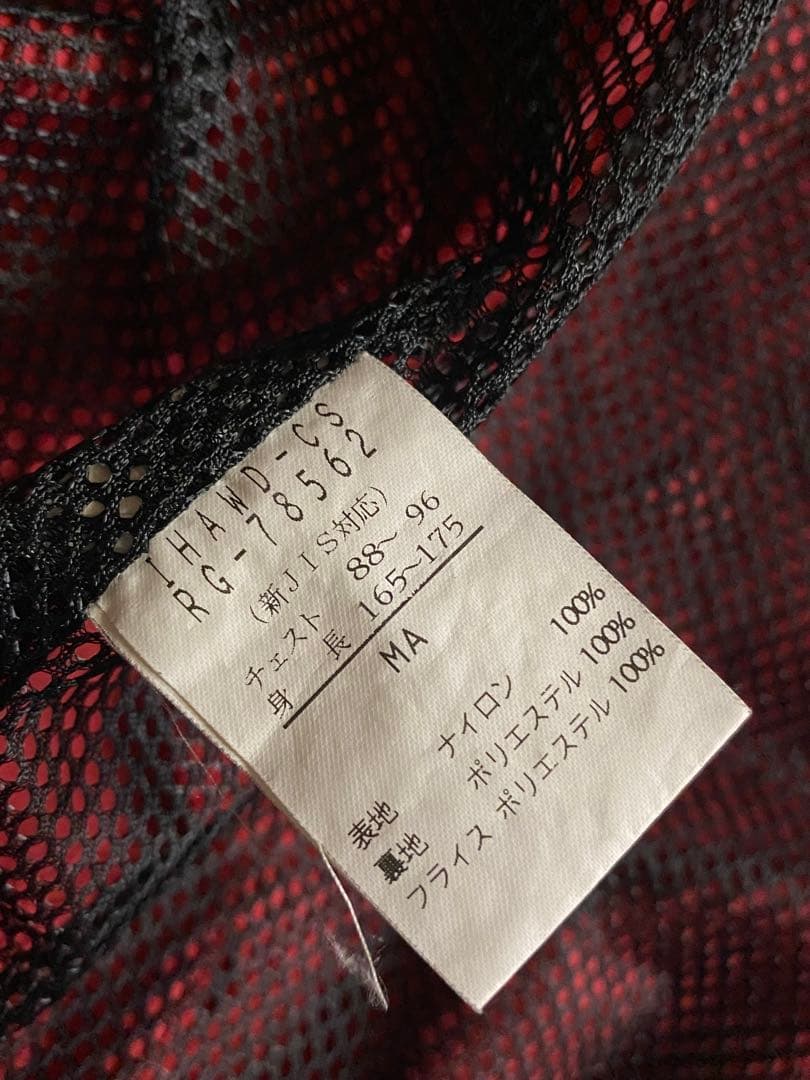 IHAWD-CS
RG-78562
(新JIS対応)
チェスト 88~96
身長 165~175
MA
表地 ナイロン 100%
裏地 ポリエステル 100%
フライス ポリエステル 100%